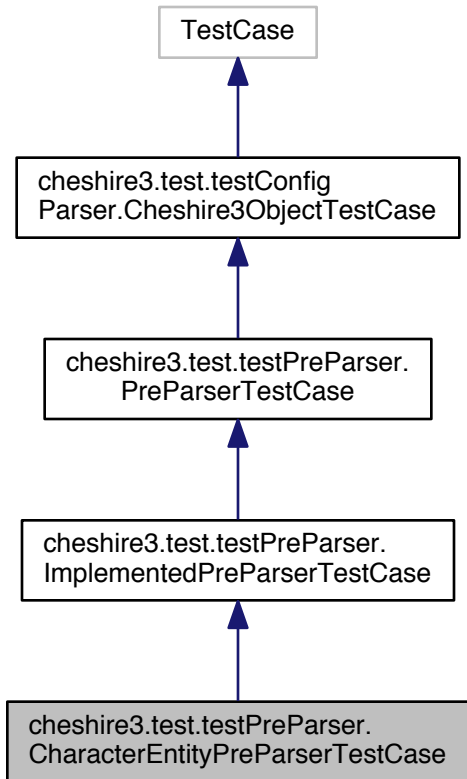 TestCase
cheshire3.test.testConfig
Parser.Cheshire3ObjectTestCase
cheshire3.test.testPreParser.
PreParserTestCase
cheshire3.test.testPreParser.
ImplementedPreParserTestCase
cheshire3.test.testPreParser.
CharacterEntityPreParserTestCase